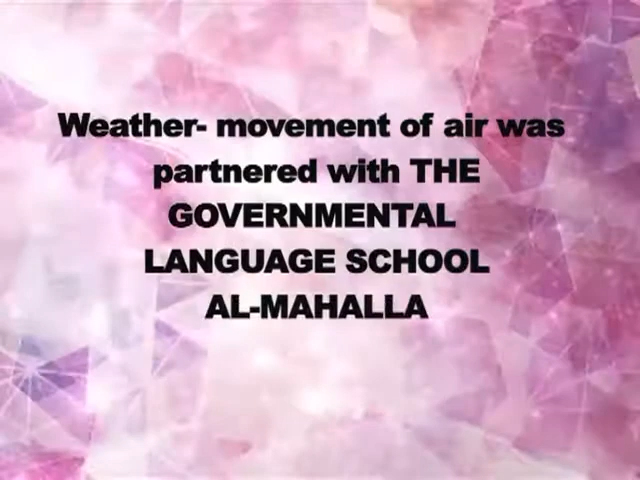 Weather- movement of air was
partnered with THE
GOVERNMENTAL
LANGUAGE SCHOOL
AL-MAHALLA